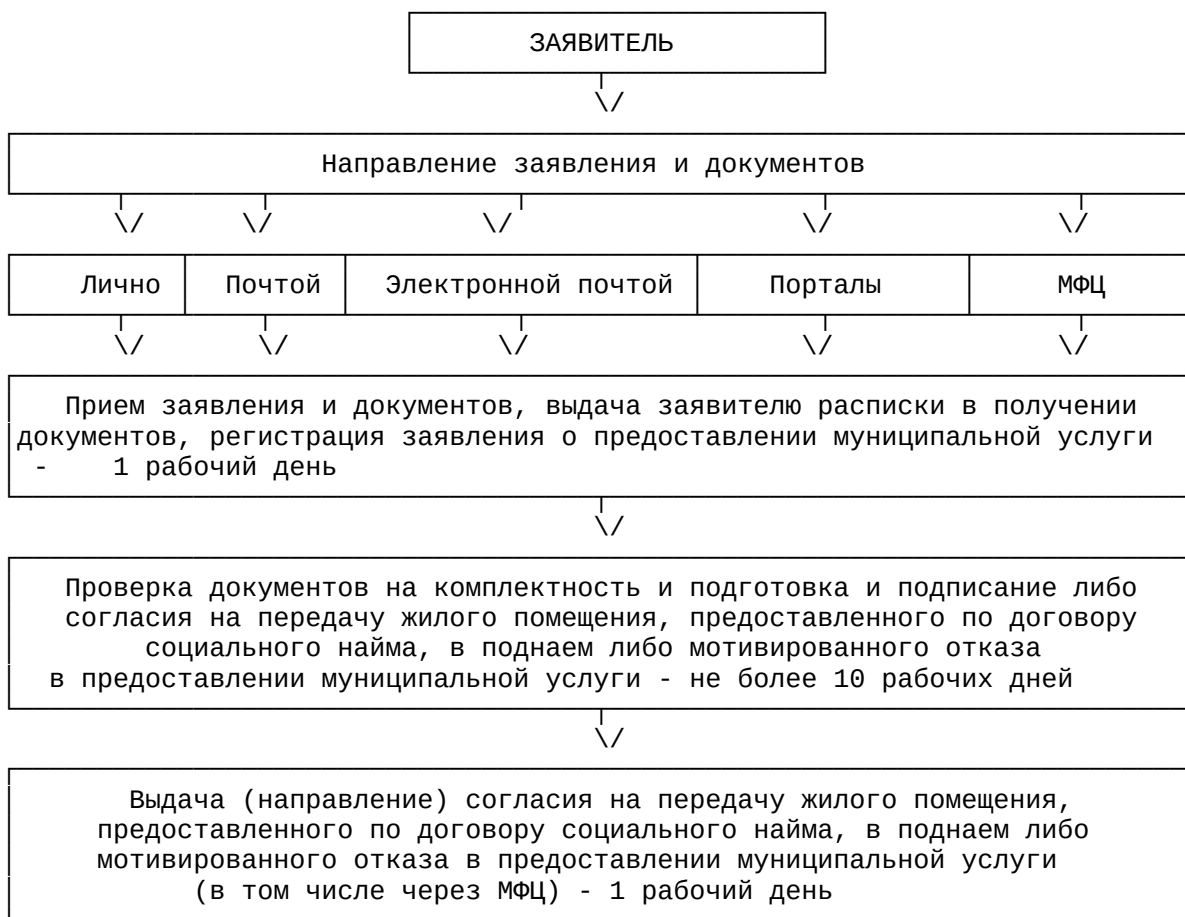 ЗАЯВИТЕЛЬ
Направление заявления и документов
Лично Почтой Электронной почтой Порталы МФЦ
Прием заявления и документов, выдача заявителю расписки в получении
документов, регистрация заявления о предоставлении муниципальной услуги
- 1 рабочий день
Проверка документов на комплектность и подготовка и подписание либо
согласия на передачу жилого помещения, предоставленного по договору
социального найма, в поднаем либо мотивированного отказа
в предоставлении муниципальной услуги - не более 10 рабочих дней
Выдача (направление) согласия на передачу жилого помещения,
предоставленного по договору социального найма, в поднаем либо
мотивированного отказа в предоставлении муниципальной услуги
(в том числе через МФЦ) - 1 рабочий день